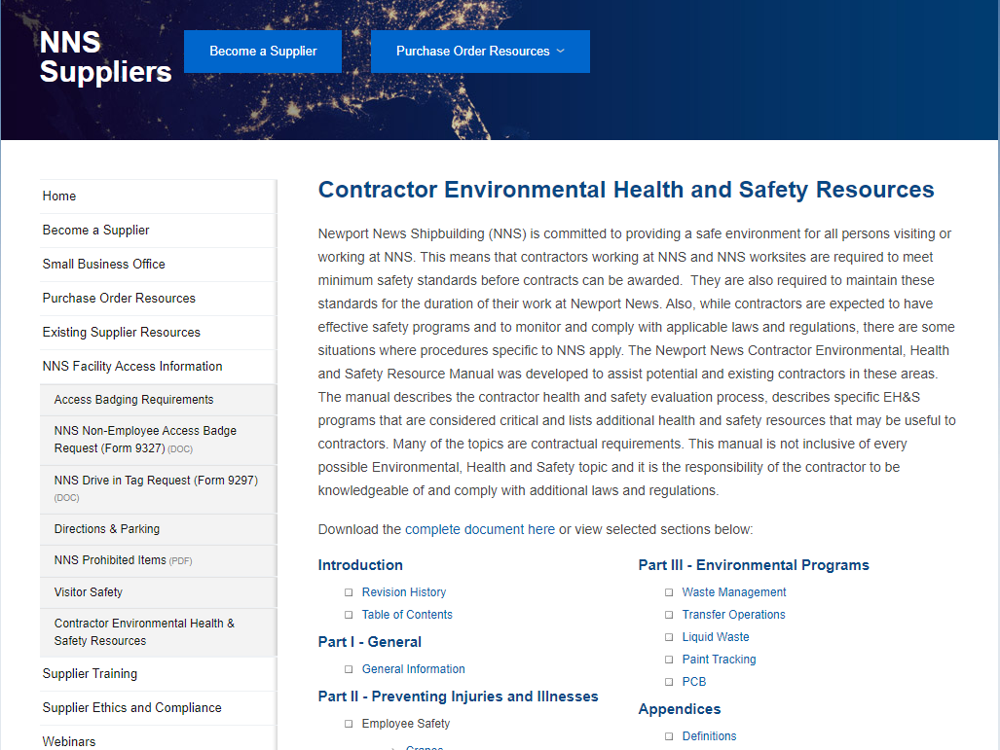 NNS
Suppliers
Become a Supplier
Purchase Order Resources
Home
Become a Supplier
Small Business Office
Purchase Order Resources
Existing Supplier Resources
NNS Facility Access Information
Access Badging Requirements
NNS Non-Employee Access Badge
Request (Form 9327) (DOC)
NNS Drive in Tag Request (Form 9297)
(DOC)
Directions & Parking
NNS Prohibited Items (PDF)
Visitor Safety
Contractor Environmental Health &
Safety Resources
Supplier Training
Supplier Ethics and Compliance
Webinars
Contractor Environmental Health and Safety Resources
Newport News Shipbuilding (NNS) is committed to providing a safe environment for all persons visiting or
working at NNS. This means that contractors working at NNS and NNS worksites are required to meet
minimum safety standards before contracts can be awarded.  They are also required to maintain these
standards for the duration of their work at Newport News. Also, while contractors are expected to have
effective safety programs and to monitor and comply with applicable laws and regulations, there are some
situations where procedures specific to NNS apply. The Newport News Contractor Environmental, Health
and Safety Resource Manual was developed to assist potential and existing contractors in these areas.
The manual describes the contractor health and safety evaluation process, describes specific EH&S
programs that are considered critical and lists additional health and safety resources that may be useful to
contractors. Many of the topics are contractual requirements. This manual is not inclusive of every
possible Environmental, Health and Safety topic and it is the responsibility of the contractor to be
knowledgeable of and comply with additional laws and regulations.
Download the complete document here or view selected sections below:
Introduction
Revision History
Table of Contents
Part I - General
General Information
Part II - Preventing Injuries and Illnesses
Employee Safety
Cranes
Part III - Environmental Programs
Waste Management
Transfer Operations
Liquid Waste
Paint Tracking
PCB
Appendices
Definitions